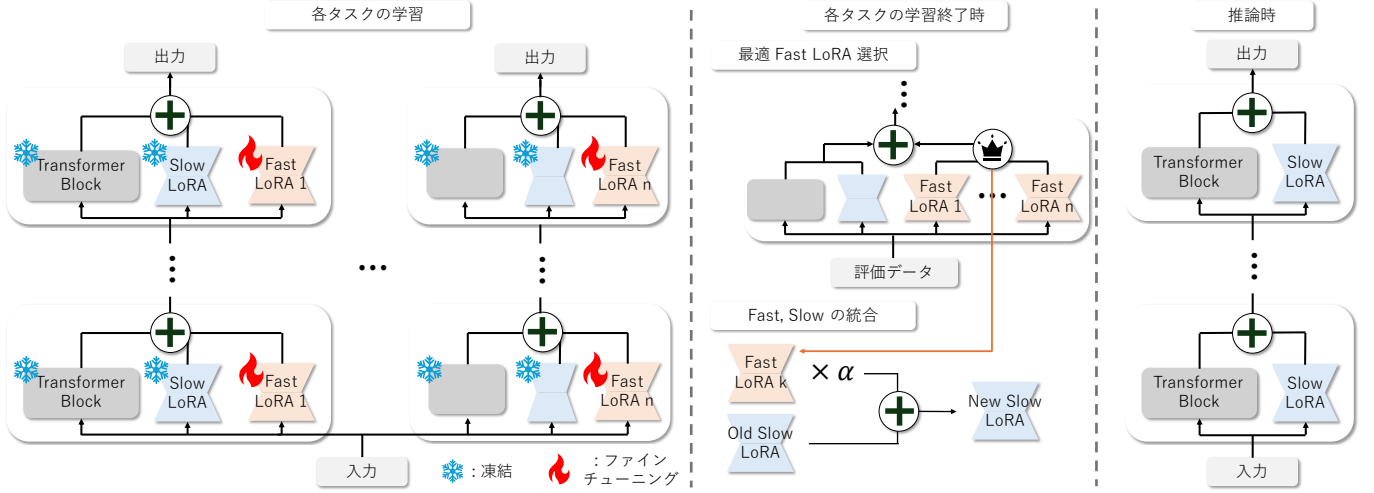 各タスクの学習
出力
Transformer
Block
Slow
LoRA
Fast
LoRA 1
出力
Fast
LoRA n
Transformer
Block
Slow
LoRA
Fast
LoRA 1
Fast
LoRA n
入力
: 凍結
: ファイン
チューニング
各タスクの学習終了時
最適 Fast LoRA 選択
Fast
LoRA 1
Fast
LoRA n
評価データ
Fast, Slow の統合
Fast
LoRA k
× α
Old Slow
LoRA
New Slow
LoRA
推論時
出力
Transformer
Block
Slow
LoRA
Transformer
Block
Slow
LoRA
入力